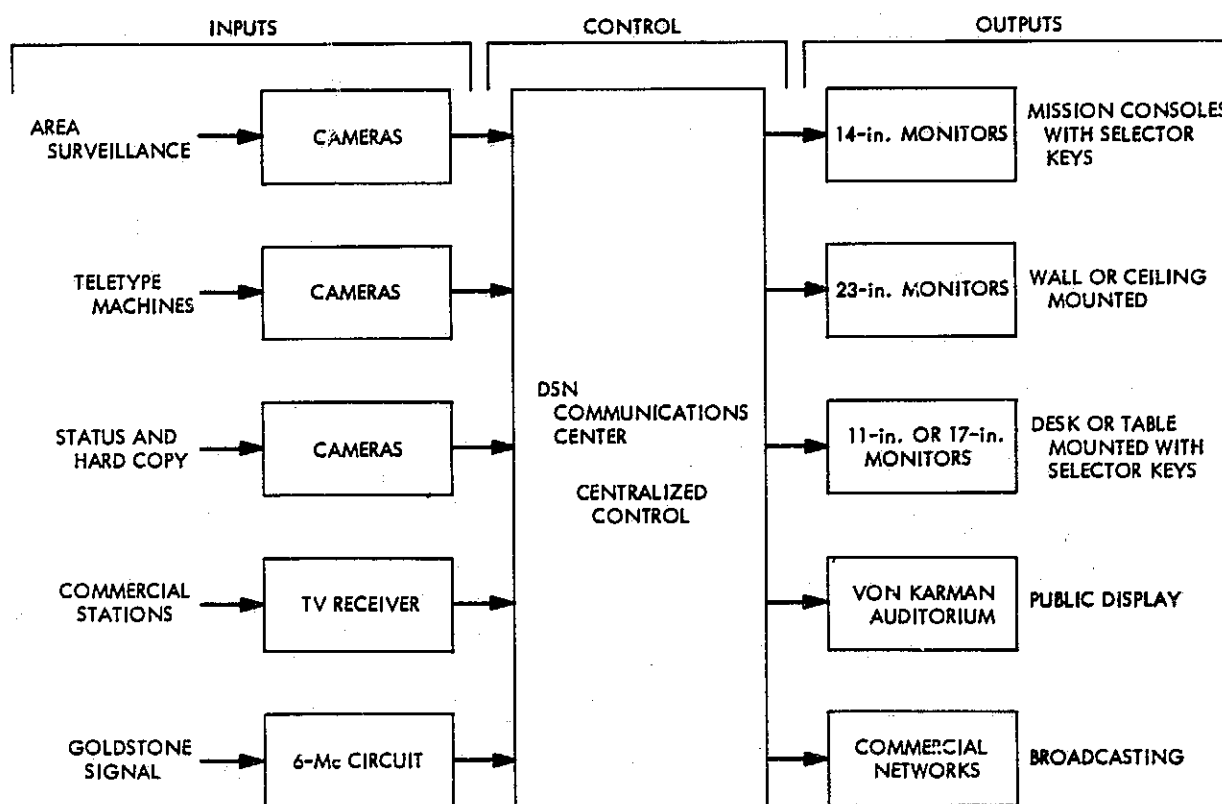 INPUTS
CONTROL
OUTPUTS
AREA
SURVEILLANCE
CAMERAS
14-in. MONITORS
MISSION CONSOLES
WITH SELECTOR
KEYS
TELETYPE
MACHINES
CAMERAS
23-in. MONITORS
WALL OR CEILING
MOUNTED
STATUS AND
HARD COPY
CAMERAS
DSN
COMMUNICATIONS
CENTER
CENTRALIZED
CONTROL
11-in. OR 17-in.
MONITORS
DESK OR TABLE
MOUNTED WITH
SELECTOR KEYS
COMMERCIAL
STATIONS
TV RECEIVER
VON KARMAN
AUDITORIUM
PUBLIC DISPLAY
GOLDSTONE
SIGNAL
6-Mc CIRCUIT
COMMERCIAL
NETWORKS
BROADCASTING